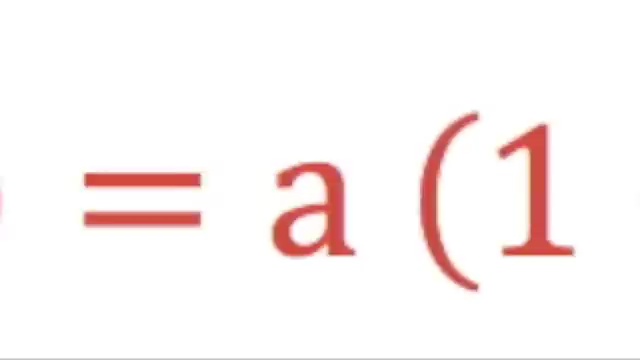 = a (1